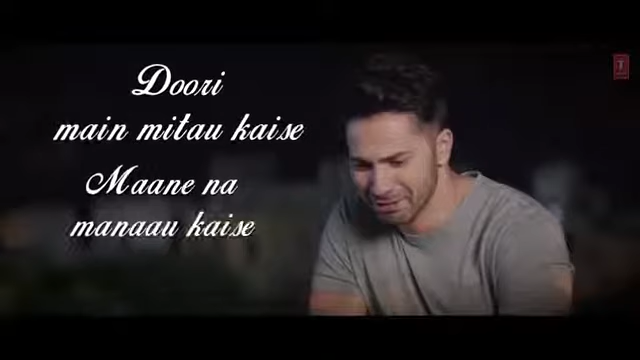 Doori
main mitau kaise
Maane na
manaau kaise
T